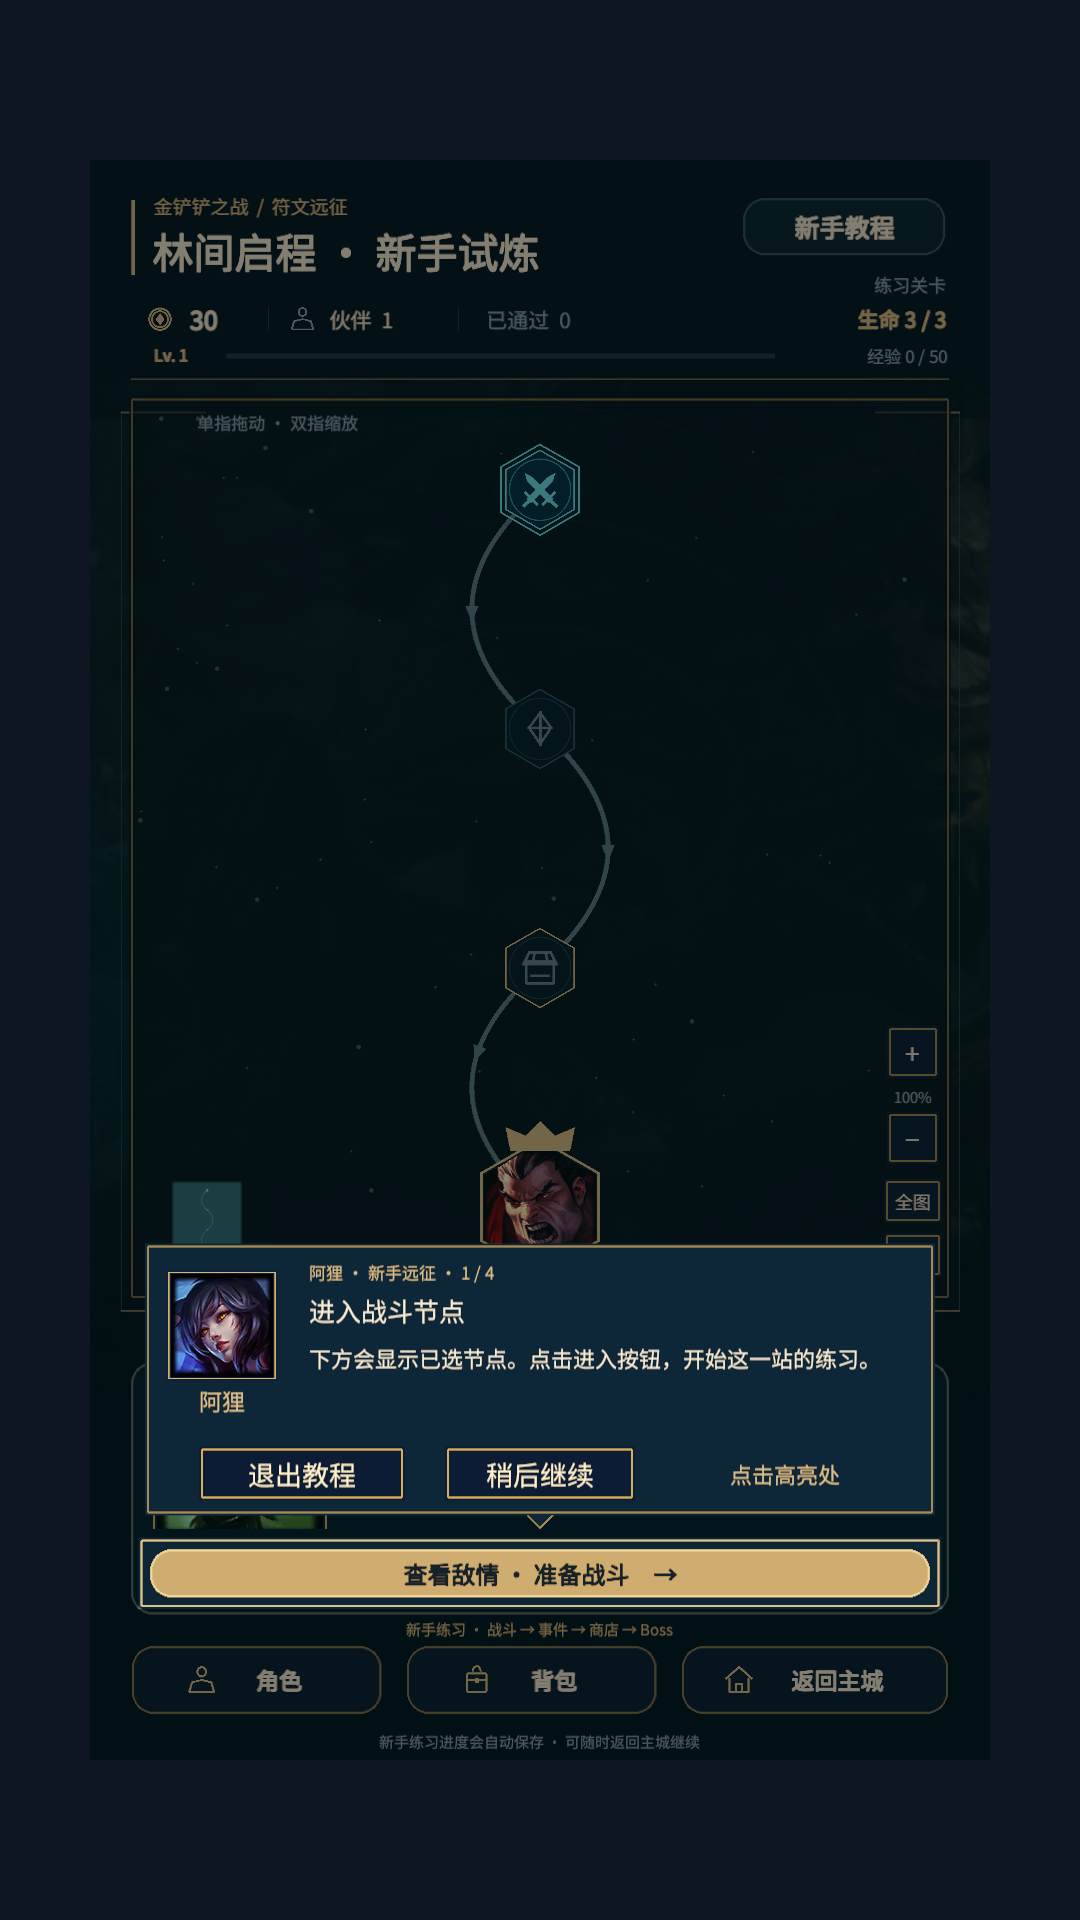 金铲铲之战 / 符文远征
林间启程 · 新手试炼
新手教程
练习关卡
30
伙伴 1
已通过 0
生命 3 / 3
Lv. 1
经验 0 / 50
单指拖动 · 双指缩放
+
100%
−
全图
阿狸 · 新手远征 · 1 / 4
进入战斗节点
下方会显示已选节点。点击进入按钮，开始这一站的练习。
阿狸
退出教程
稍后继续
点击高亮处
查看敌情 · 准备战斗 →
新手练习 · 战斗 → 事件 → 商店 → Boss
角色
背包
返回主城
新手练习进度会自动保存 · 可随时返回主城继续